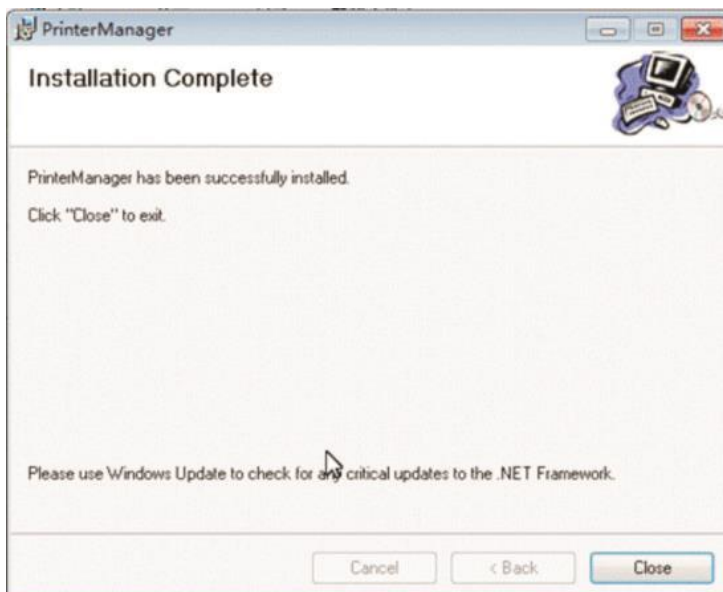 PrinterManager
Installation Complete
PrinterManager has been successfully installed.
Click "Close" to exit.
Please use Windows Update to check for any critical updates to the .NET Framework.
Cancel
< Back
Close